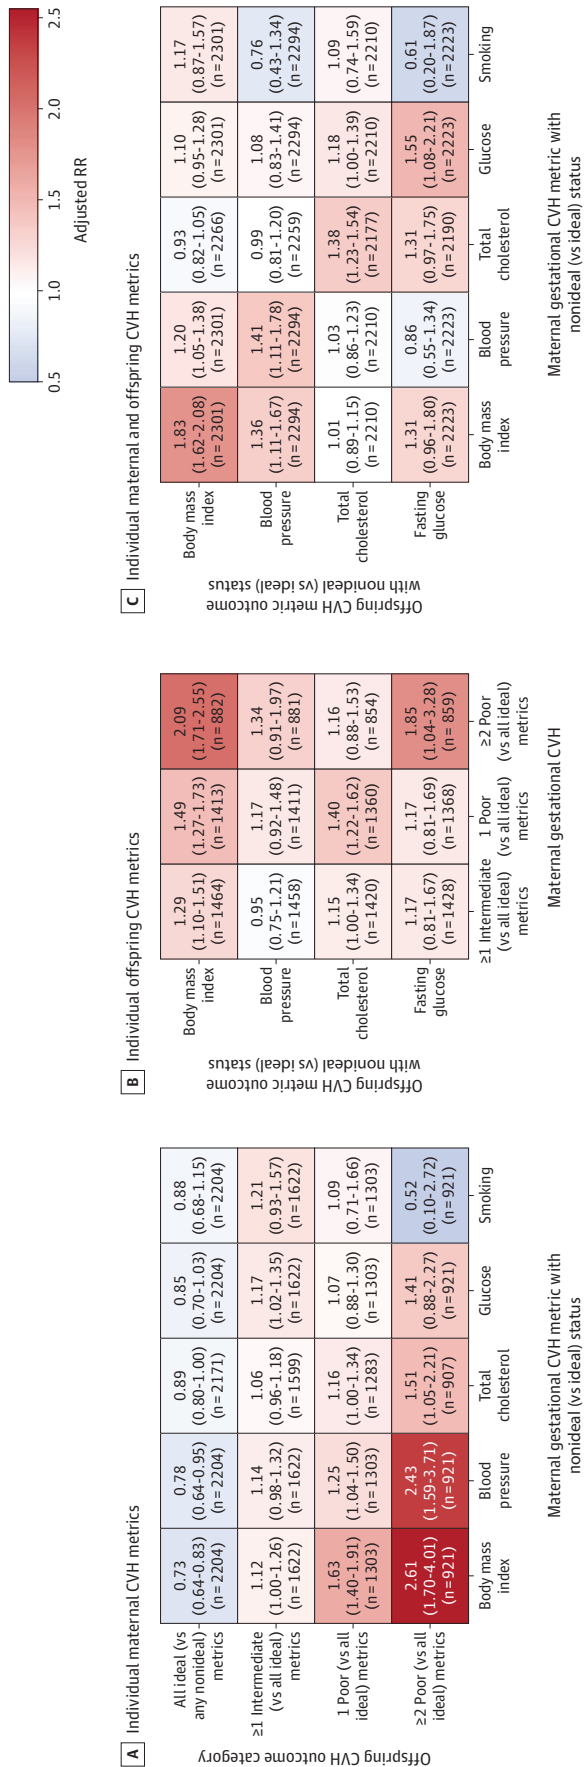 A Individual maternal CVH metrics
Offspring CVH outcome category
All ideal (vs
any nonideal)
metrics
0.73
(0.64-0.83)
(n=2204)
0.78
(0.64-0.95)
(n=2204)
0.89
(0.80-1.00)
(n=2171)
0.85
(0.70-1.03)
(n=2204)
0.88
(0.68-1.15)
(n=2204)
≥1 Intermediate
(vs all ideal)
metrics
1.12
(1.00-1.26)
(n=1622)
1.14
(0.98-1.32)
(n=1622)
1.06
(0.96-1.18)
(n=1599)
1.17
(1.02-1.35)
(n=1622)
1.21
(0.93-1.57)
(n=1622)
1 Poor (vs all
ideal) metrics
1.63
(1.40-1.91)
(n=1303)
1.25
(1.04-1.50)
(n=1303)
1.16
(1.00-1.34)
(n=1283)
1.07
(0.88-1.30)
(n=1303)
1.09
(0.71-1.66)
(n=1303)
≥2 Poor (vs all
ideal) metrics
2.61
(1.70-4.01)
(n=921)
2.43
(1.59-3.71)
(n=921)
1.51
(1.05-2.21)
(n=907)
1.41
(0.88-2.27)
(n=921)
0.52
(0.10-2.72)
(n=921)
Body mass
index
Blood
pressure
Total
cholesterol
Glucose
Smoking
Maternal gestational CVH metric with
nonideal (vs ideal) status
B Individual offspring CVH metrics
Offspring CVH metric outcome
with nonideal (vs ideal) status
Body mass
index
1.29
(1.10-1.51)
(n=1464)
1.49
(1.27-1.73)
(n=1413)
2.09
(1.71-2.55)
(n=882)
Blood
pressure
0.95
(0.75-1.21)
(n=1458)
1.17
(0.92-1.48)
(n=1411)
1.34
(0.91-1.97)
(n=881)
Total
cholesterol
1.15
(1.00-1.34)
(n=1420)
1.40
(1.22-1.62)
(n=1360)
1.16
(0.88-1.53)
(n=854)
Fasting
glucose
1.17
(0.81-1.67)
(n=1428)
1.17
(0.81-1.69)
(n=1368)
1.85
(1.04-3.28)
(n=859)
≥1 Intermediate
(vs all ideal)
metrics
1 Poor
(vs all ideal)
metrics
≥2 Poor
(vs all ideal)
metrics
Maternal gestational CVH
C Individual maternal and offspring CVH metrics
Offspring CVH metric outcome
with nonideal (vs ideal) status
Body mass
index
1.83
(1.62-2.08)
(n=2301)
1.20
(1.05-1.38)
(n=2301)
0.93
(0.82-1.05)
(n=2266)
1.10
(0.95-1.28)
(n=2301)
1.17
(0.87-1.57)
(n=2301)
Blood
pressure
1.36
(1.11-1.67)
(n=2294)
1.41
(1.11-1.78)
(n=2294)
0.99
(0.81-1.20)
(n=2259)
1.08
(0.83-1.41)
(n=2294)
0.76
(0.43-1.34)
(n=2294)
Total
cholesterol
1.01
(0.89-1.15)
(n=2210)
1.03
(0.86-1.23)
(n=2210)
1.38
(1.23-1.54)
(n=2177)
1.18
(1.00-1.39)
(n=2210)
1.09
(0.74-1.59)
(n=2210)
Fasting
glucose
1.31
(0.96-1.80)
(n=2223)
0.86
(0.55-1.34)
(n=2223)
1.31
(0.97-1.75)
(n=2190)
1.55
(1.08-2.21)
(n=2223)
0.61
(0.20-1.87)
(n=2223)
Body mass
index
Blood
pressure
Total
cholesterol
Glucose
Smoking
Maternal gestational CVH metric with
nonideal (vs ideal) status
0.5
1.0
1.5
2.0
2.5
Adjusted RR